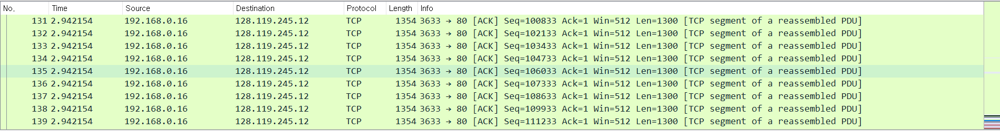 No. Time Source Destination Protocol Length Info
131 2.942154 192.168.0.16 128.119.245.12 TCP 1354 3633 → 80 [ACK] Seq=100833 Ack=1 Win=512 Len=1300 [TCP segment of a reassembled PDU]
132 2.942154 192.168.0.16 128.119.245.12 TCP 1354 3633 → 80 [ACK] Seq=102133 Ack=1 Win=512 Len=1300 [TCP segment of a reassembled PDU]
133 2.942154 192.168.0.16 128.119.245.12 TCP 1354 3633 → 80 [ACK] Seq=103433 Ack=1 Win=512 Len=1300 [TCP segment of a reassembled PDU]
134 2.942154 192.168.0.16 128.119.245.12 TCP 1354 3633 → 80 [ACK] Seq=104733 Ack=1 Win=512 Len=1300 [TCP segment of a reassembled PDU]
135 2.942154 192.168.0.16 128.119.245.12 TCP 1354 3633 → 80 [ACK] Seq=106033 Ack=1 Win=512 Len=1300 [TCP segment of a reassembled PDU]
136 2.942154 192.168.0.16 128.119.245.12 TCP 1354 3633 → 80 [ACK] Seq=107333 Ack=1 Win=512 Len=1300 [TCP segment of a reassembled PDU]
137 2.942154 192.168.0.16 128.119.245.12 TCP 1354 3633 → 80 [ACK] Seq=108633 Ack=1 Win=512 Len=1300 [TCP segment of a reassembled PDU]
138 2.942154 192.168.0.16 128.119.245.12 TCP 1354 3633 → 80 [ACK] Seq=109933 Ack=1 Win=512 Len=1300 [TCP segment of a reassembled PDU]
139 2.942154 192.168.0.16 128.119.245.12 TCP 1354 3633 → 80 [ACK] Seq=111233 Ack=1 Win=512 Len=1300 [TCP segment of a reassembled PDU]